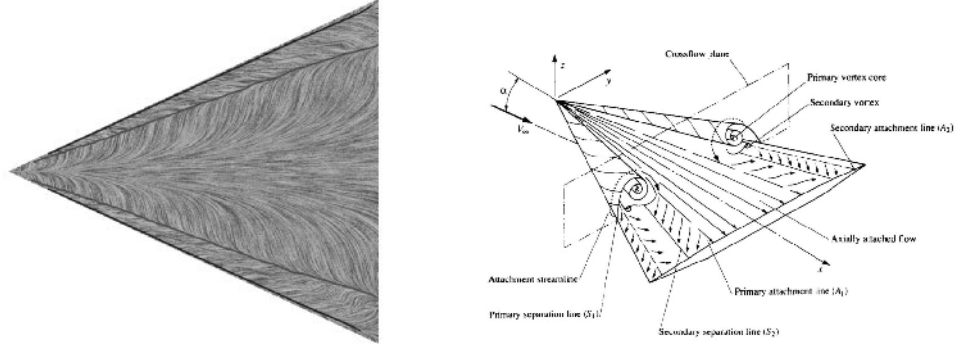 Crossflow plane
z
y
Primary vortex core
α
Secondary vortex
V∞
Secondary attachment line (A₂)
Axially attached flow
x
Attachment streamline
Primary attachment line (A₁)
Primary separation line (S₁)
Secondary separation line (S₂)